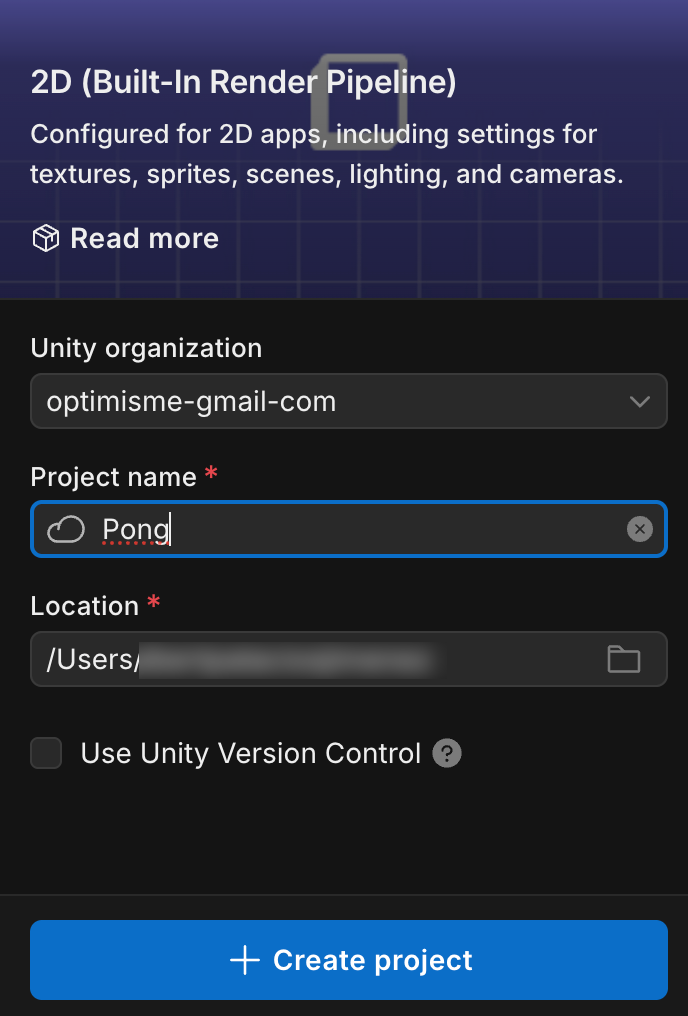 2D (Built-In Render Pipeline)
Configured for 2D apps, including settings for
textures, sprites, scenes, lighting, and cameras.
Read more
Unity organization
optimisme-gmail-com
Project name *
Pong
Location *
/Users/
Use Unity Version Control ?
Create project